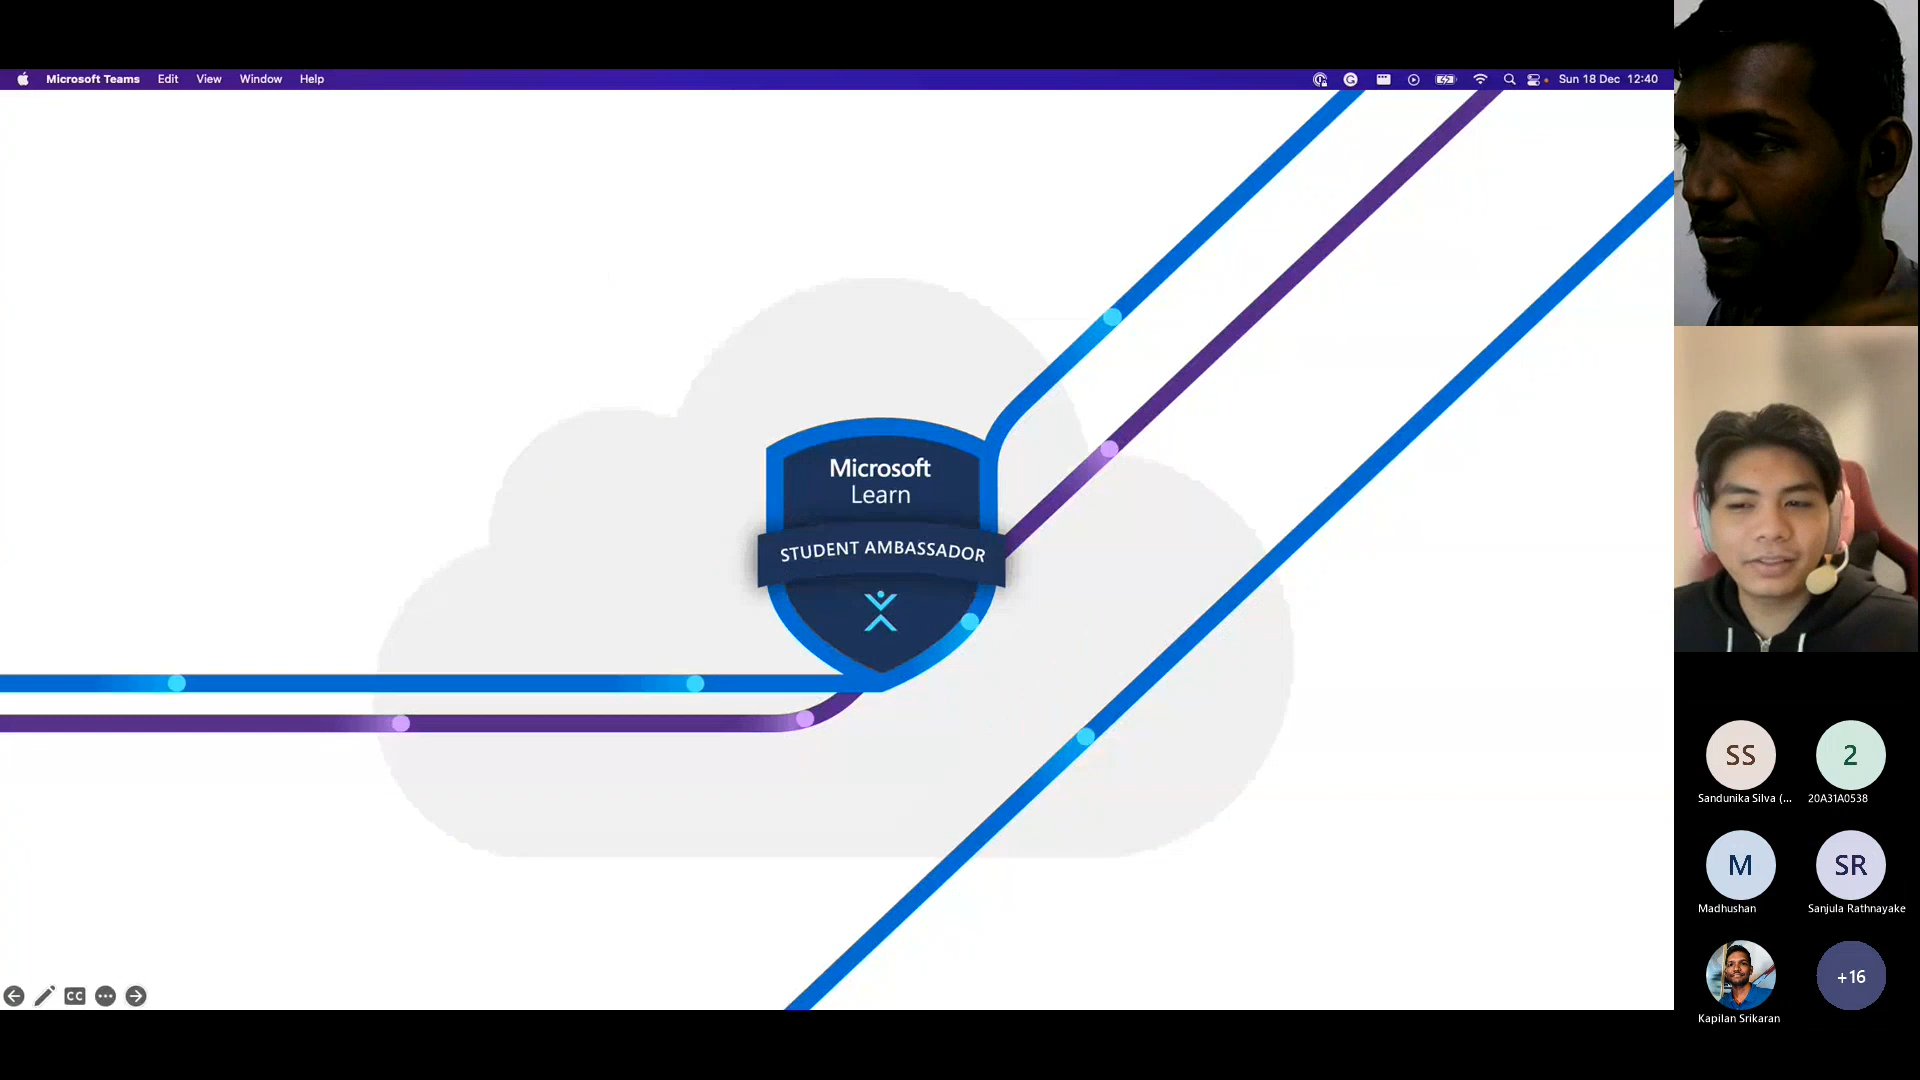 Microsoft Teams Edit View Window Help
Sun 18 Dec 12:40
Microsoft
Learn
STUDENT AMBASSADOR
CC
SS
2
Sandunika Silva (...
20A31A0538
M
SR
Madhushan
Sanjula Rathnayake
+16
Kapilan Srikaran